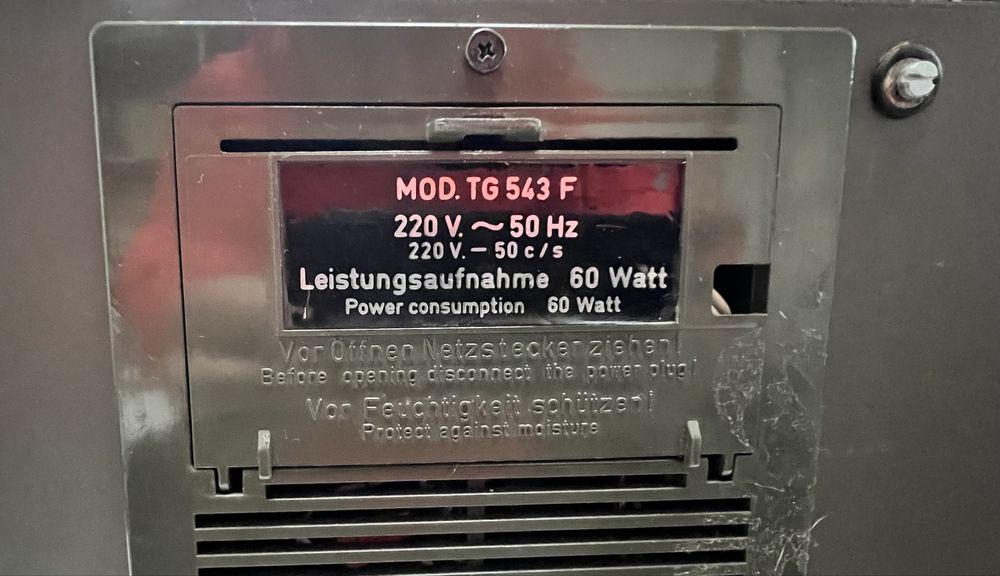 MOD. TG 543 F
220 V. ~ 50 Hz
220 V. – 50 c/s
Leistungsaufnahme 60 Watt
Power consumption 60 Watt
Vor Öffnen Netzstecker ziehen!
Before opening disconnect the power plug!
Vor Feuchtigkeit schützen!
Protect against moisture